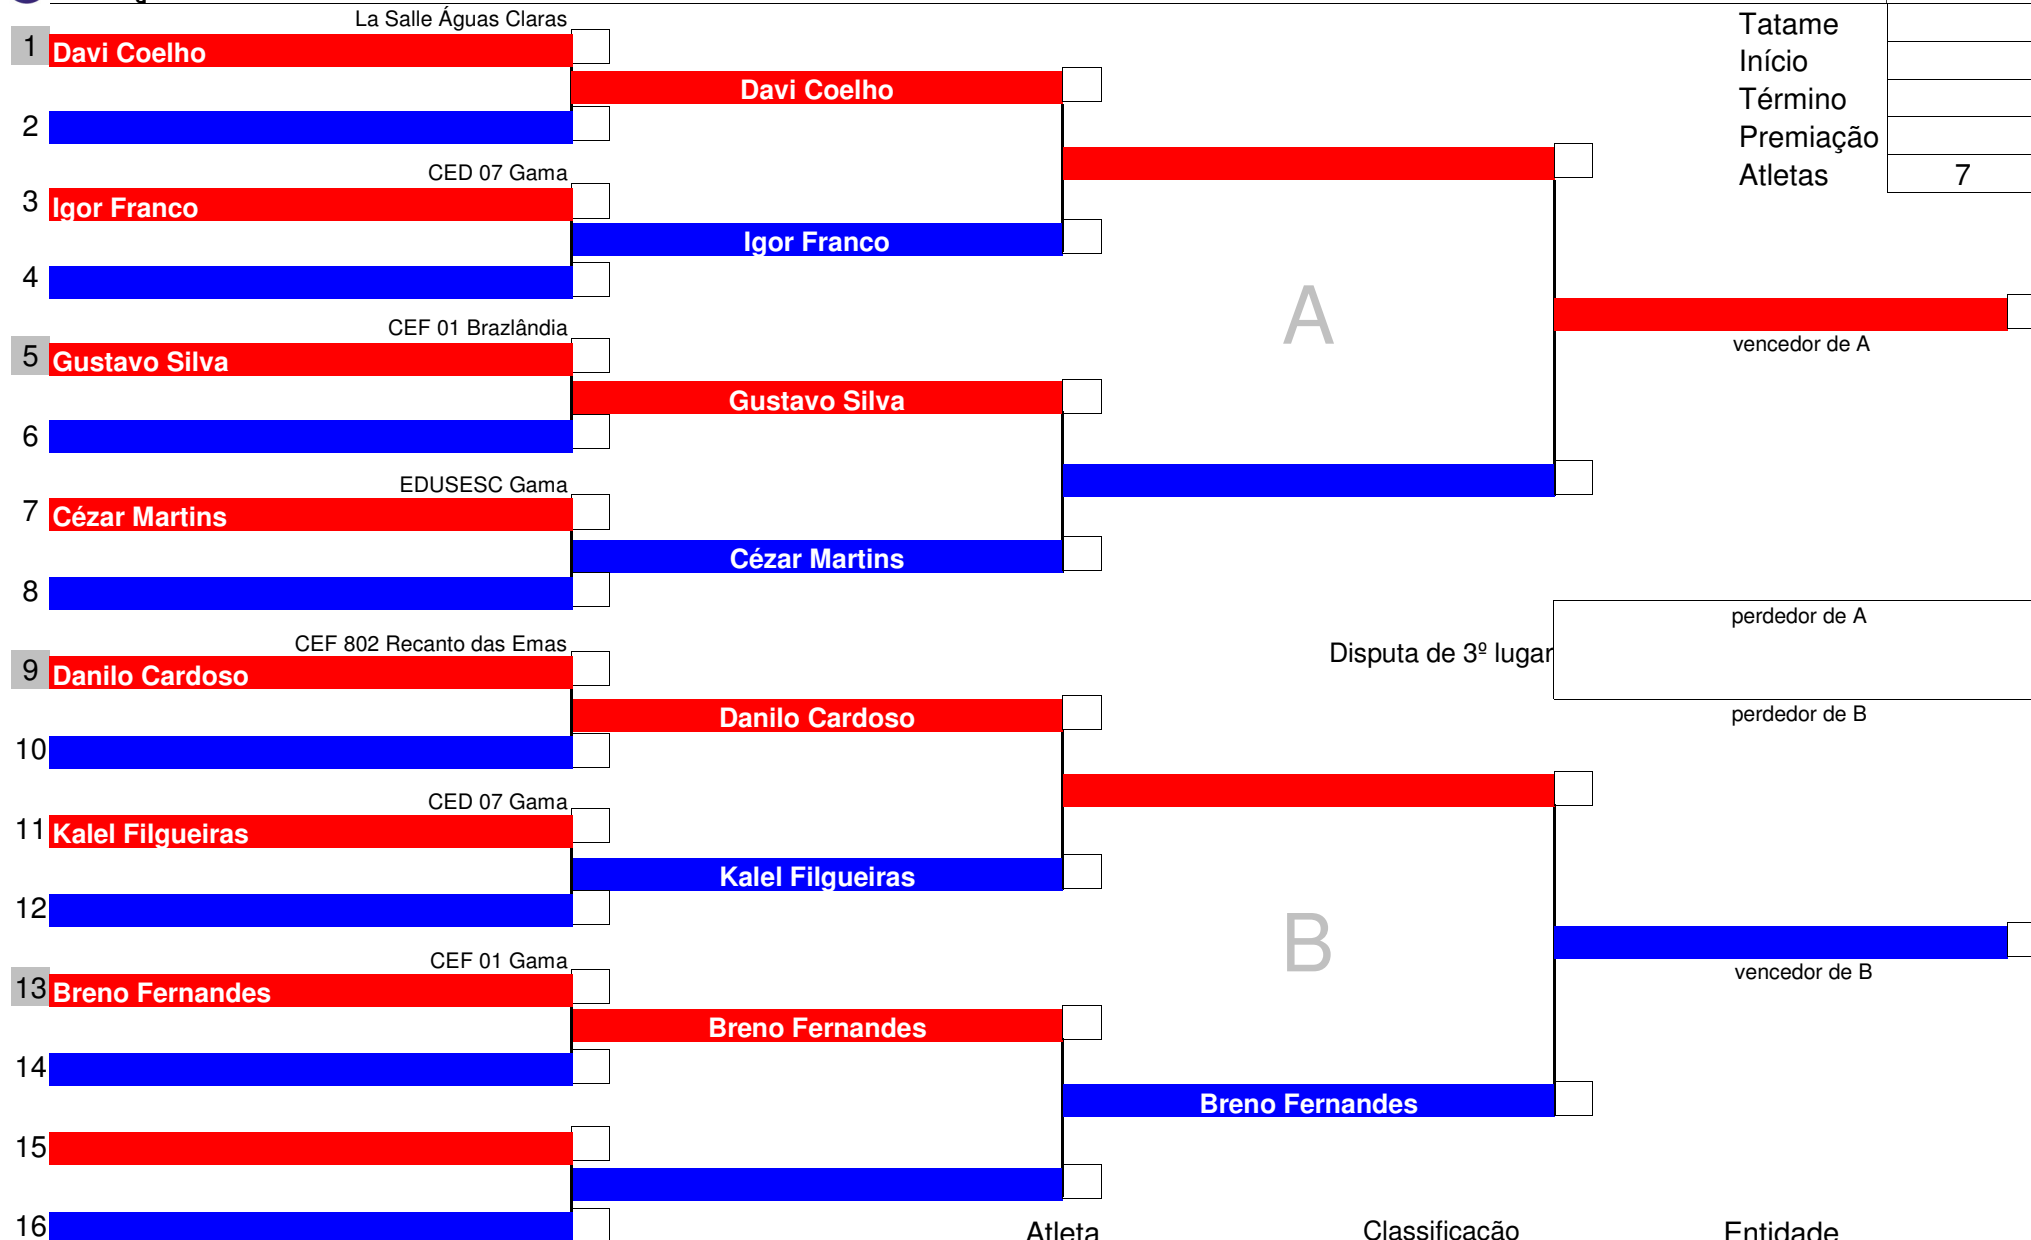 La Salle Águas Claras
1 Davi Coelho
Davi Coelho
2
CED 07 Gama
3 Igor Franco
Igor Franco
4
CEF 01 Brazlândia
5 Gustavo Silva
Gustavo Silva
6
EDUSESC Gama
7 Cézar Martins
Cézar Martins
8
CEF 802 Recanto das Emas
9 Danilo Cardoso
Danilo Cardoso
10
CED 07 Gama
11 Kalel Filgueiras
Kalel Filgueiras
12
CEF 01 Gama
13 Breno Fernandes
Breno Fernandes
14
Breno Fernandes
15
16
Tatame
Início
Término
Premiação
Atletas 7
A
vencedor de A
perdedor de A
Disputa de 3º lugar
perdedor de B
B
vencedor de B
Atleta Classificação Entidade